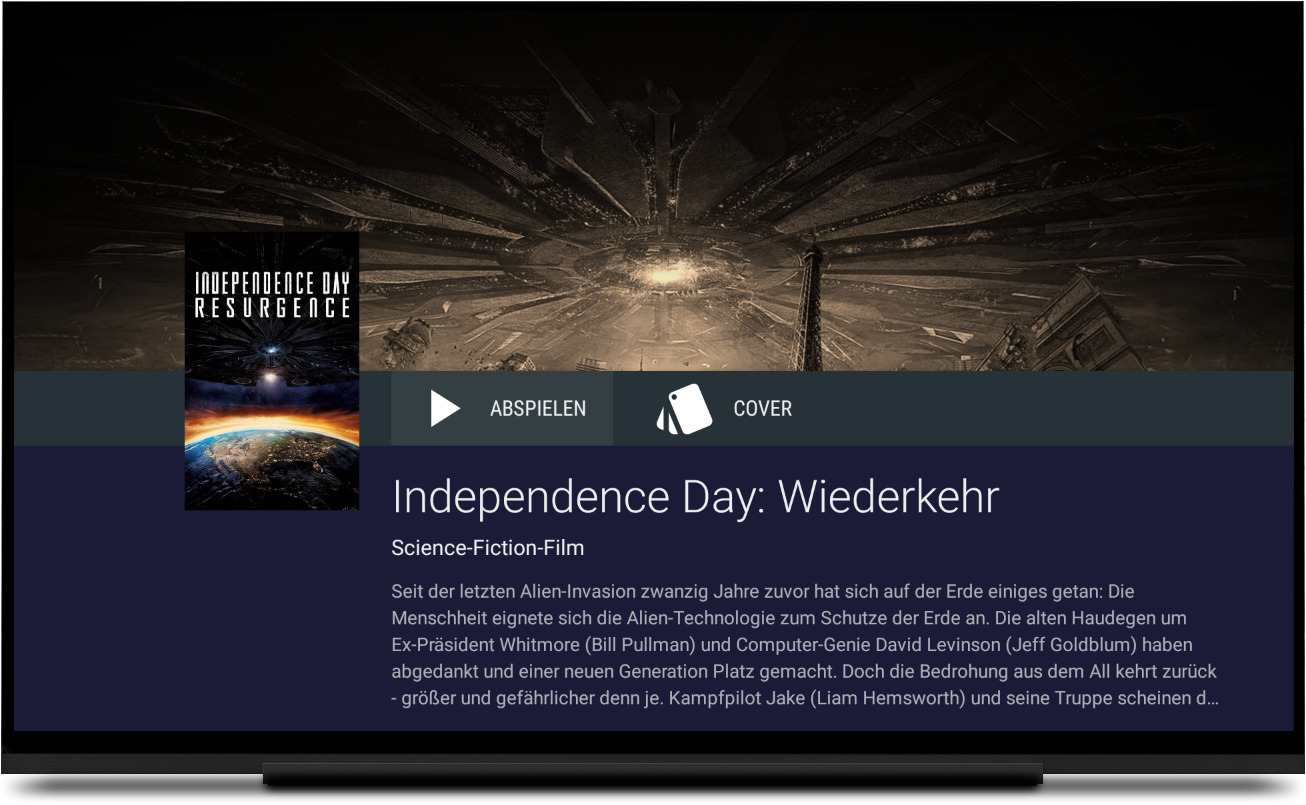 INDEPENDENCE DAY
RESURGENCE
ABSPIELEN
COVER
Independence Day: Wiederkehr
Science-Fiction-Film
Seit der letzten Alien-Invasion zwanzig Jahre zuvor hat sich auf der Erde einiges getan: Die
Menschheit eignete sich die Alien-Technologie zum Schutze der Erde an. Die alten Haudegen um
Ex-Präsident Whitmore (Bill Pullman) und Computer-Genie David Levinson (Jeff Goldblum) haben
abgedankt und einer neuen Generation Platz gemacht. Doch die Bedrohung aus dem All kehrt zurück
- größer und gefährlicher denn je. Kampfpilot Jake (Liam Hemsworth) und seine Truppe scheinen d...